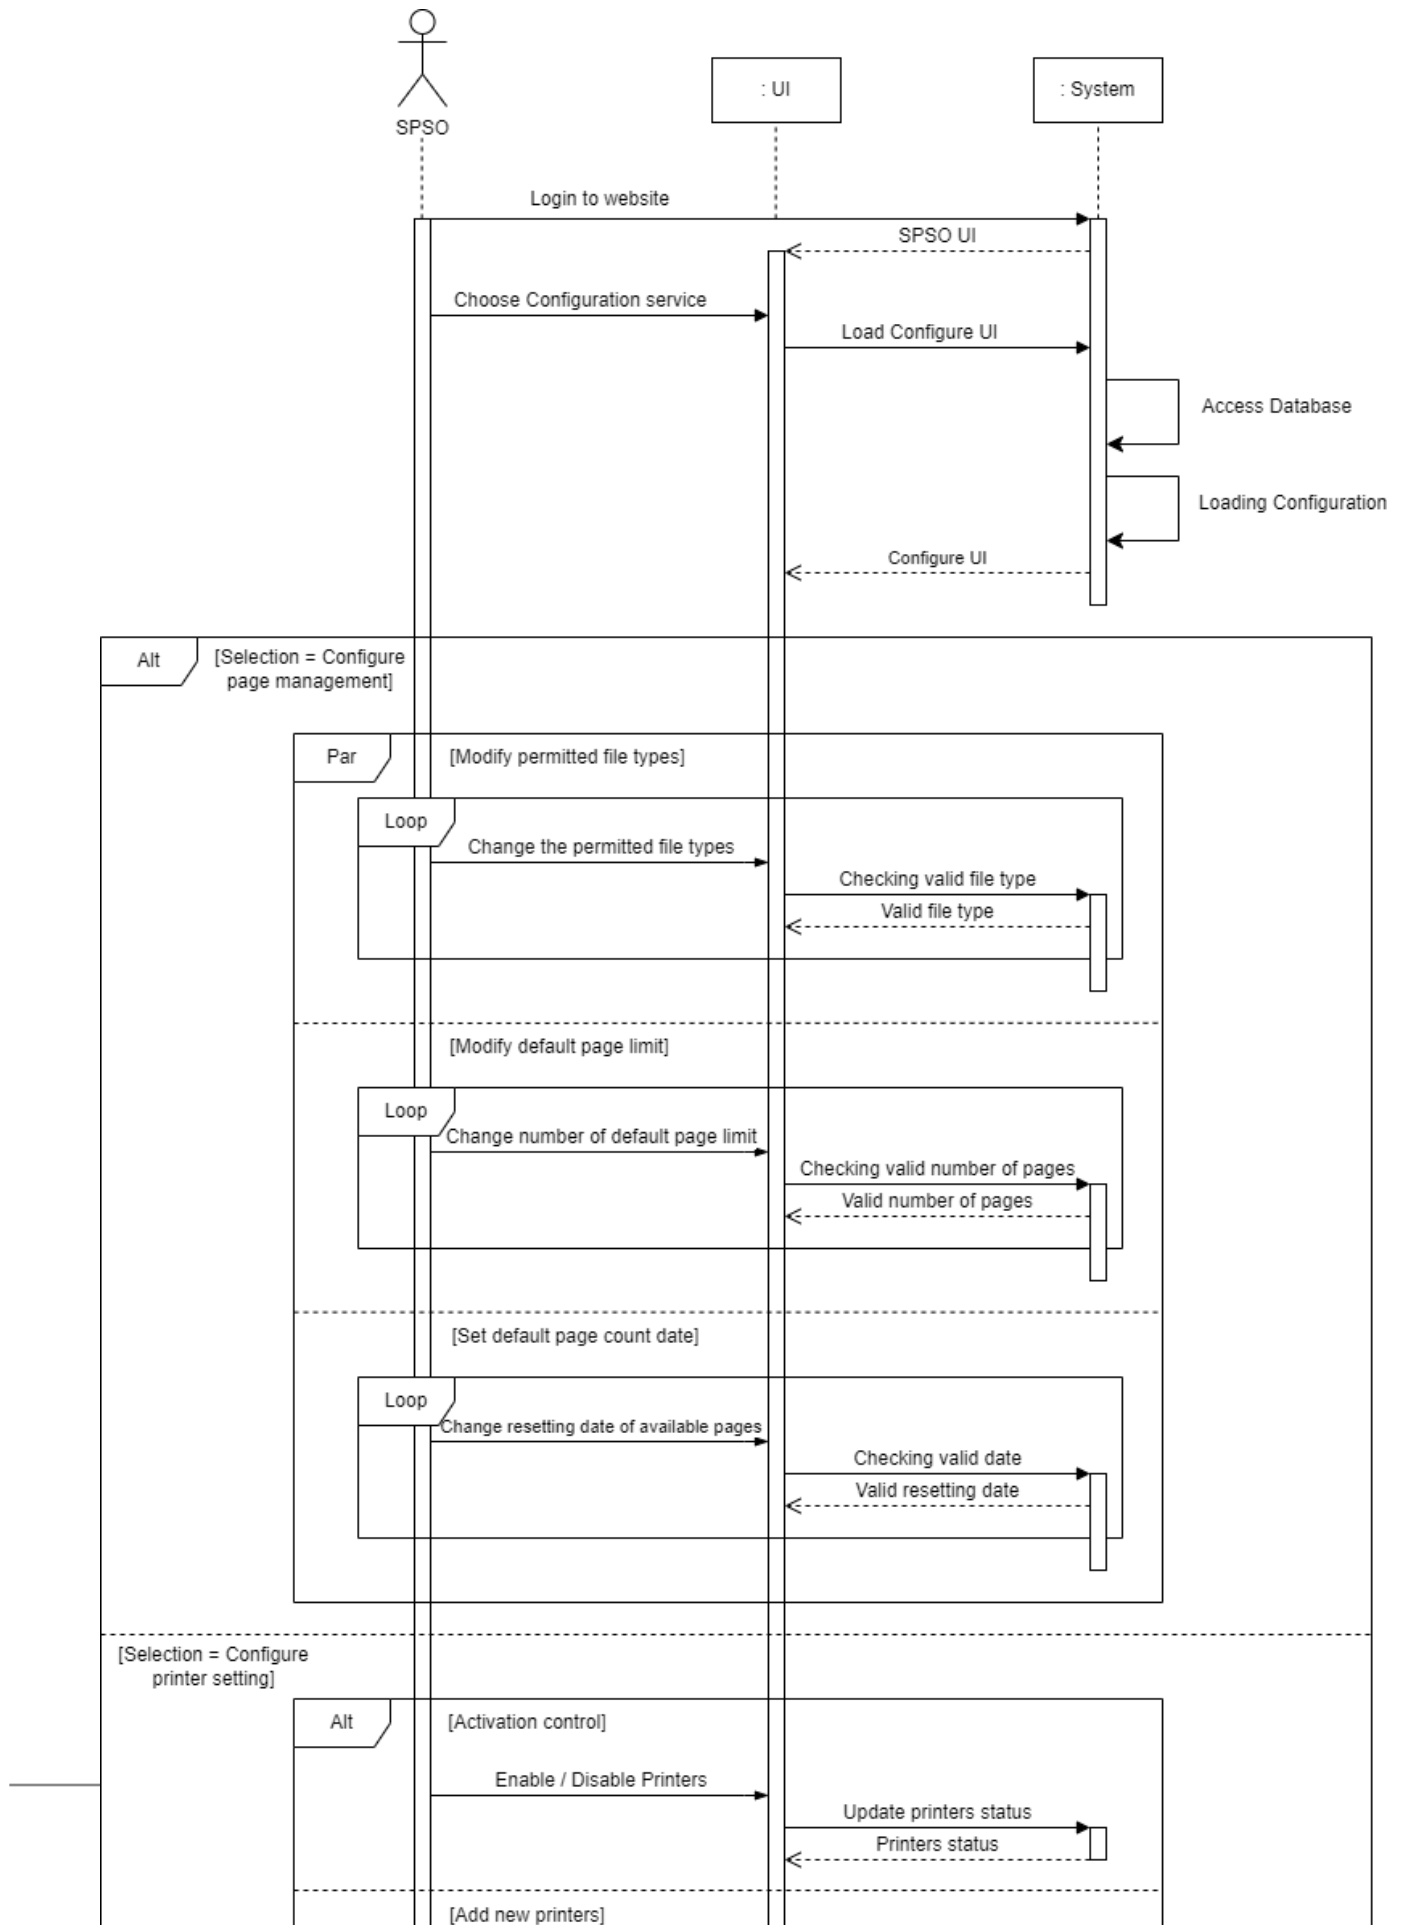 SPSO
: UI
: System
Login to website
SPSO UI
Choose Configuration service
Load Configure UI
Access Database
Loading Configuration
Configure UI
Alt
[Selection = Configure
page management]
Par
[Modify permitted file types]
Loop
Change the permitted file types
Checking valid file type
Valid file type
[Modify default page limit]
Loop
Change number of default page limit
Checking valid number of pages
Valid number of pages
[Set default page count date]
Loop
Change resetting date of available pages
Checking valid date
Valid resetting date
[Selection = Configure
printer setting]
Alt
[Activation control]
Enable / Disable Printers
Update printers status
Printers status
[Add new printers]